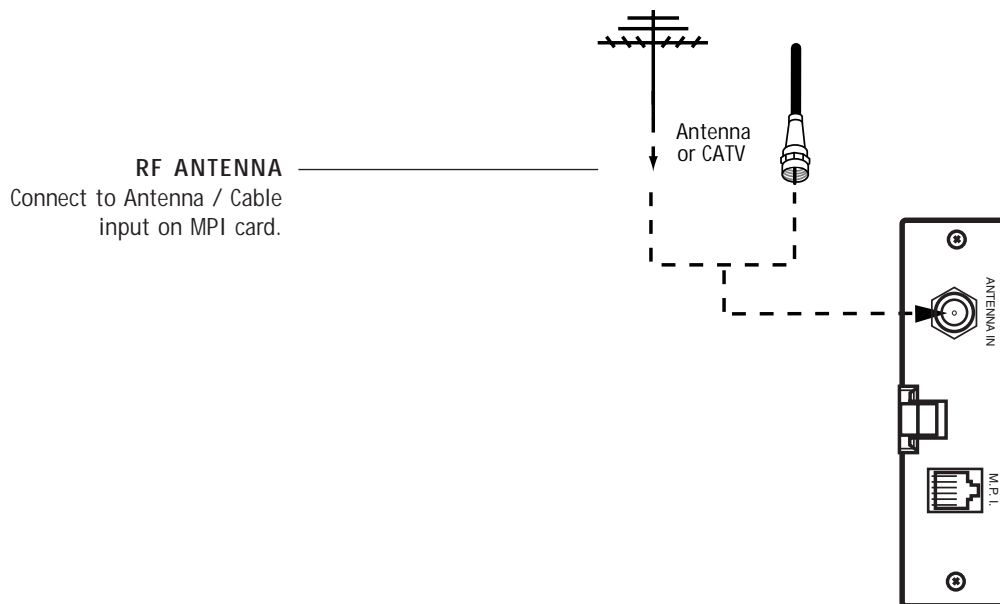 RF ANTENNA
Connect to Antenna / Cable
input on MPI card.
Antenna
or CATV
ANTENNA IN
M.P. I.